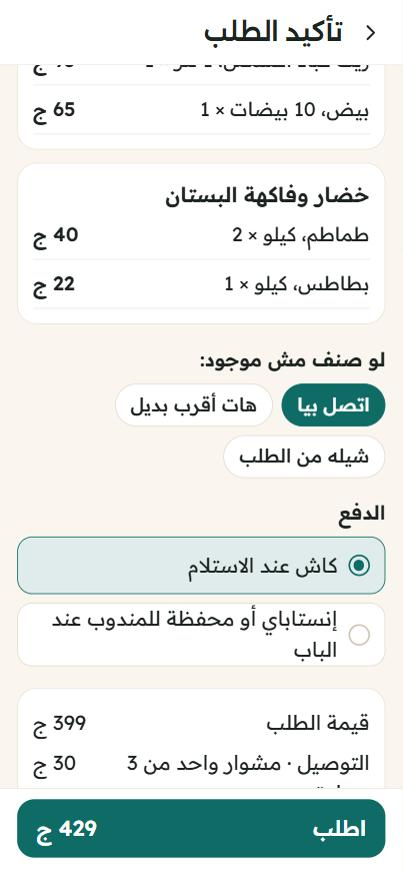 تأكيد الطلب
بيض، 10 بيضات × 1
65 ج
خضار وفاكهة البستان
طماطم، كيلو × 2
40 ج
بطاطس، كيلو × 1
22 ج
لو صنف مش موجود:
اتصل بيا
هات أقرب بديل
شيله من الطلب
الدفع
كاش عند الاستلام
إنستاباي أو محفظة للمندوب عند
الباب
قيمة الطلب
399 ج
التوصيل · مشوار واحد من 3
30 ج
اطلب
429 ج